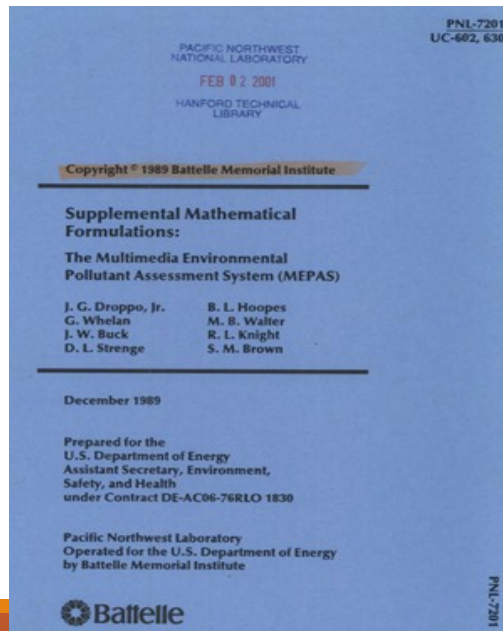 PNL-7201
UC-602, 630
PACIFIC NORTHWEST
NATIONAL LABORATORY
FEB 02 2001
HANFORD TECHNICAL
LIBRARY
Copyright © 1989 Battelle Memorial Institute
Supplemental Mathematical
Formulations:
The Multimedia Environmental
Pollutant Assessment System (MEPAS)
J. G. Droppo, Jr.
G. Whelan
J. W. Buck
D. L. Strenge
B. L. Hoopes
M. B. Walter
R. L. Knight
S. M. Brown
December 1989
Prepared for the
U.S. Department of Energy
Assistant Secretary, Environment,
Safety, and Health
under Contract DE-AC06-76RLO 1830
Pacific Northwest Laboratory
Operated for the U.S. Department of Energy
by Battelle Memorial Institute
Battelle
PNL-7201